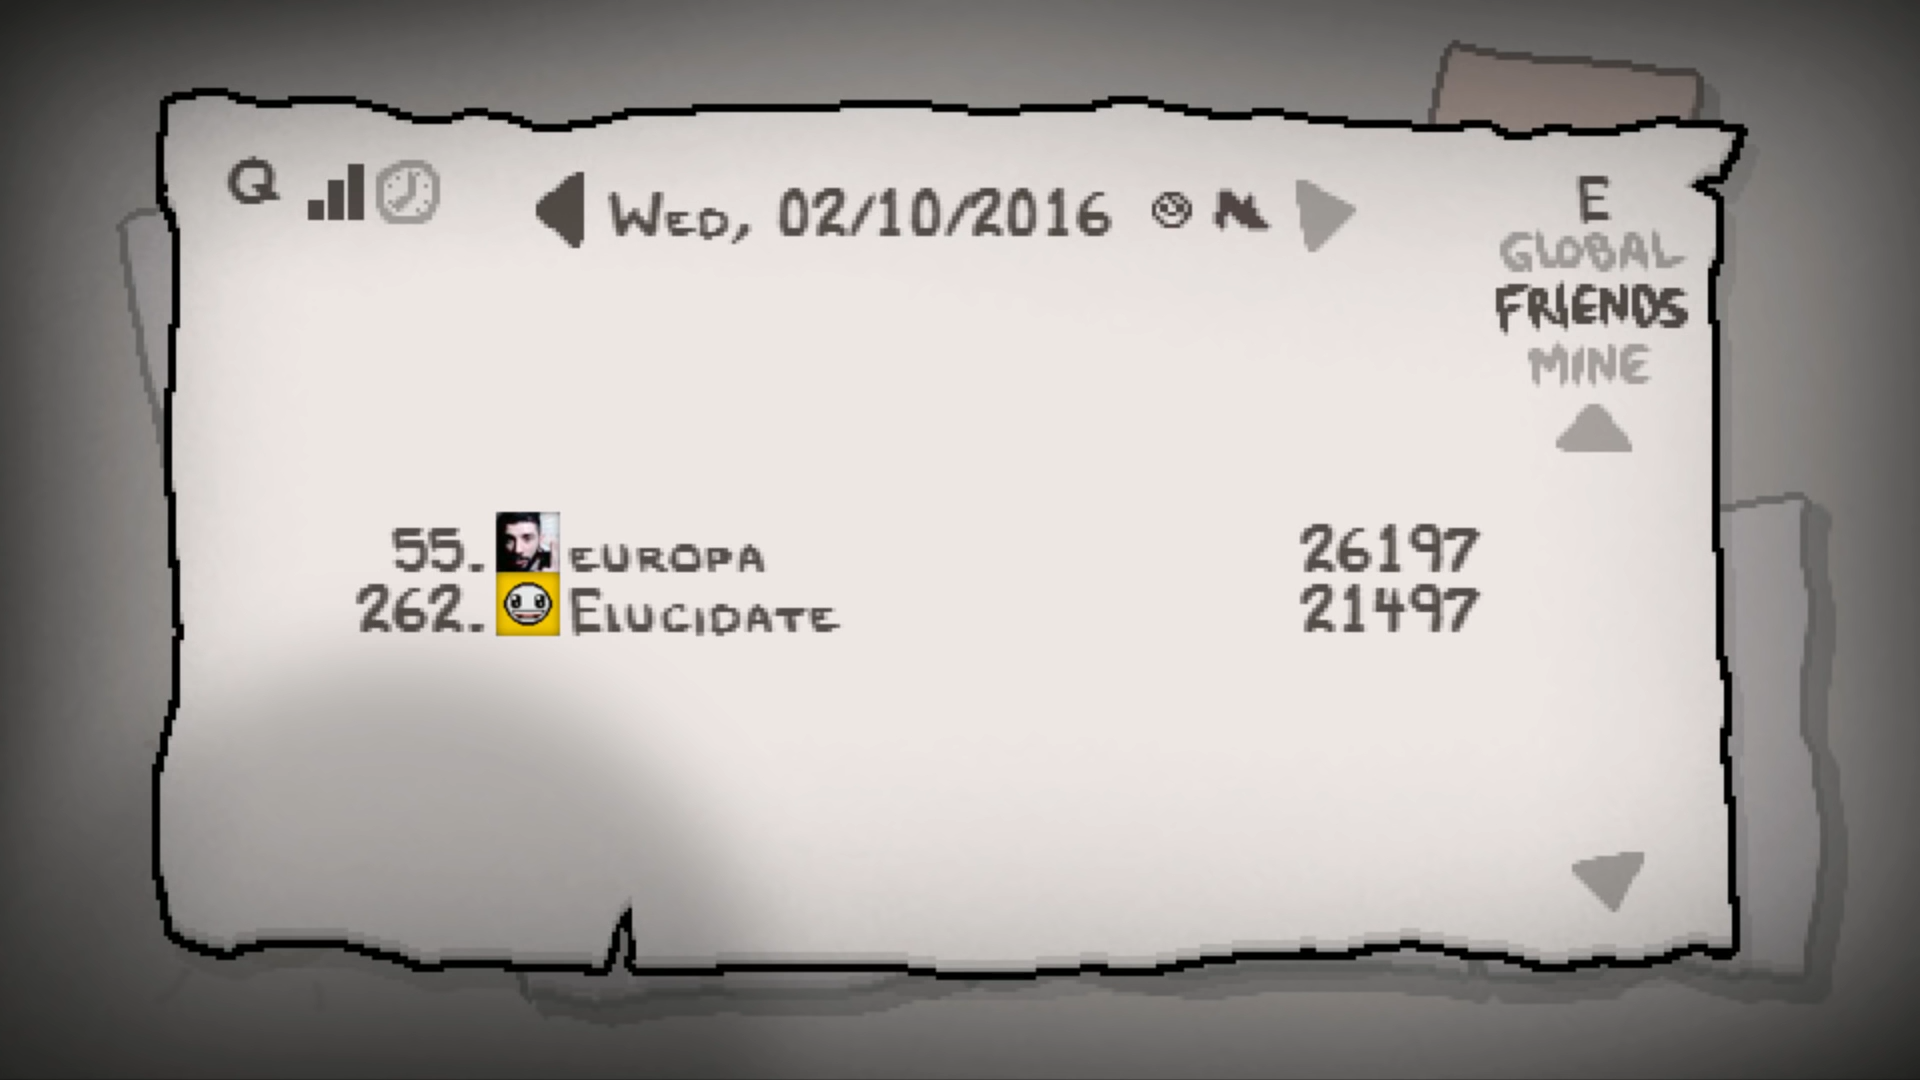 Q
WED, 02/10/2016
E
GLOBAL
FRIENDS
MINE
55. EUROPA 26197
262. ELUCIDATE 21497